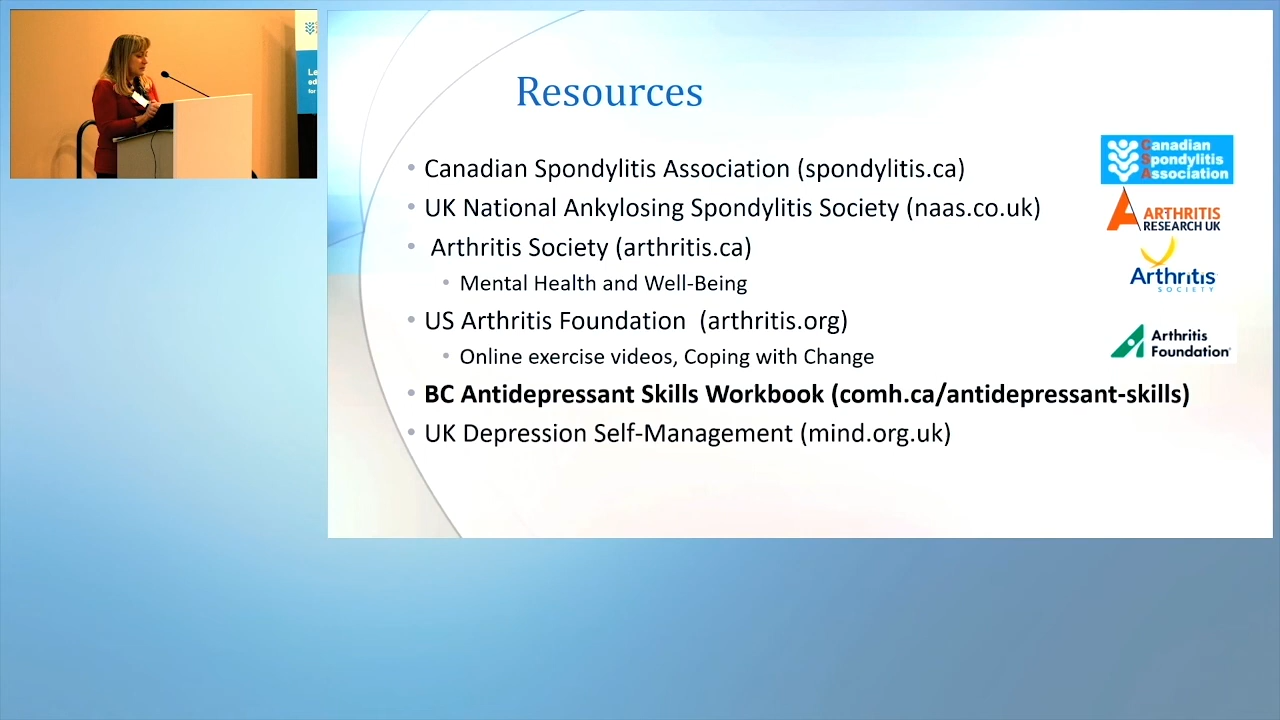 Resources
Canadian Spondylitis Association (spondylitis.ca)
UK National Ankylosing Spondylitis Society (naas.co.uk)
Arthritis Society (arthritis.ca)
Mental Health and Well-Being
US Arthritis Foundation (arthritis.org)
Online exercise videos, Coping with Change
BC Antidepressant Skills Workbook (comh.ca/antidepressant-skills)
UK Depression Self-Management (mind.org.uk)
Canadian
Spondylitis
Association
ARTHRITIS
RESEARCH UK
Arthritis
SOCIETY
Arthritis
Foundation
for